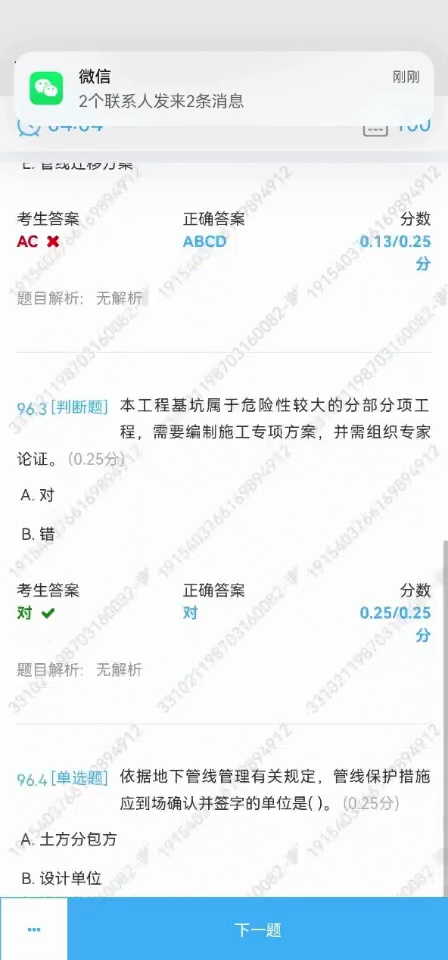 微信
刚刚
2个联系人发来2条消息
04:04
100
E. 管线迁移方案
考生答案 正确答案 分数
AC ABCD 0.13/0.25
分
题目解析: 无解析
96.3 [判断题] 本工程基坑属于危险性较大的分部分项工
程，需要编制施工专项方案，并需组织专家
论证。 (0.25分)
A. 对
B. 错
考生答案 正确答案 分数
对 对 0.25/0.25
分
题目解析: 无解析
96.4 [单选题] 依据地下管线管理有关规定，管线保护措施
应到场确认并签字的单位是( )。 (0.25分)
A. 土方分包方
B. 设计单位
下一题